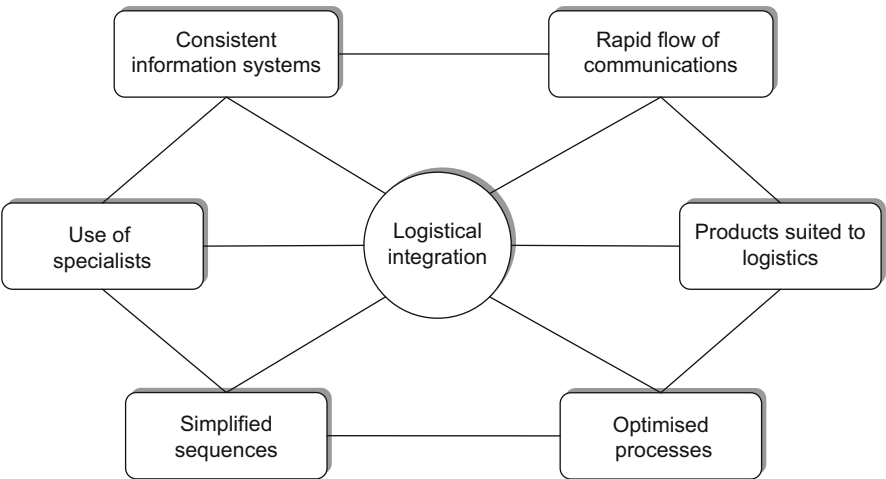 Consistent
information systems
Rapid flow of
communications
Use of
specialists
Logistical
integration
Products suited to
logistics
Simplified
sequences
Optimised
processes